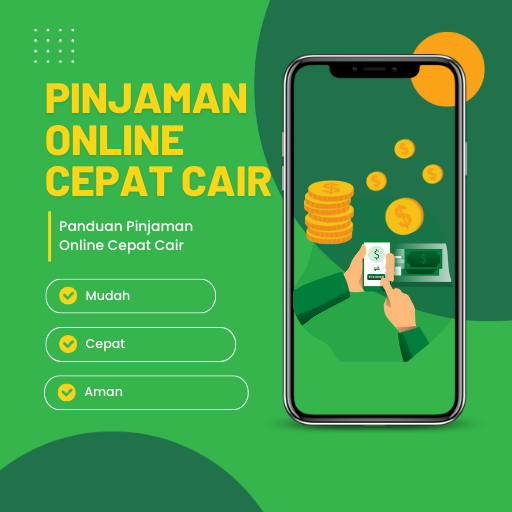 PINJAMAN
ONLINE
CEPAT CAIR
Panduan Pinjaman
Online Cepat Cair
Mudah
Cepat
Aman